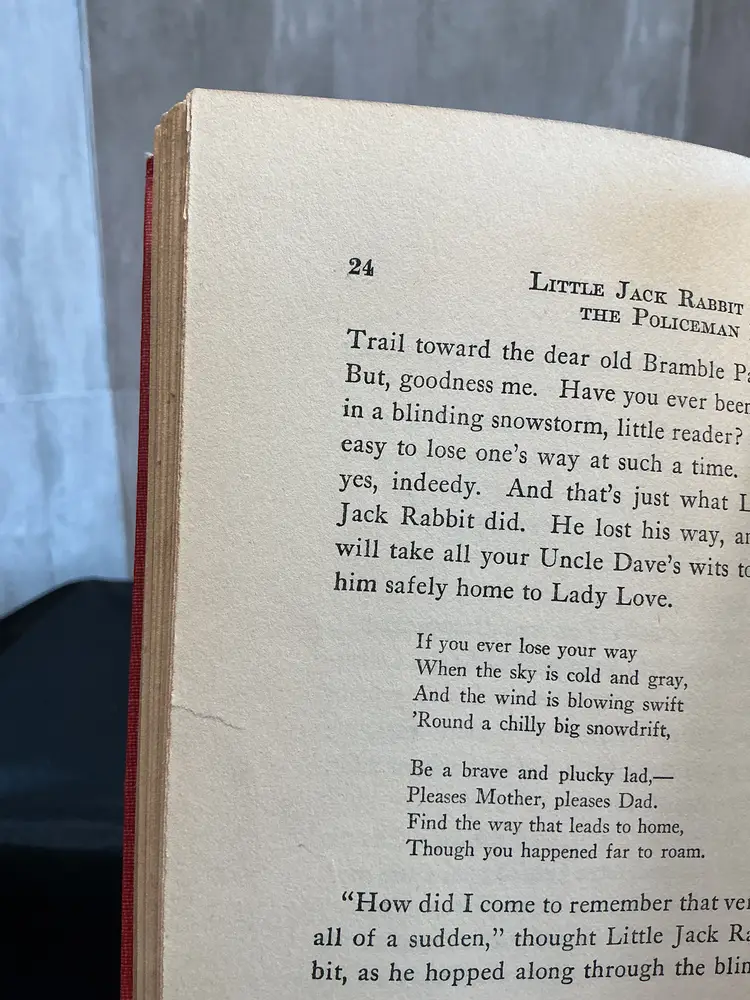 24
LITTLE JACK RABBIT
THE POLICEMAN
Trail toward the dear old Bramble
But, goodness me. Have you ever been
in a blinding snowstorm, little reader?
easy to lose one's way at such a time.
yes, indeedy. And that's just what
Jack Rabbit did. He lost his way,
will take all your Uncle Dave's wits
him safely home to Lady Love.
If you ever lose your way
When the sky is cold and gray,
And the wind is blowing swift
'Round a chilly big snowdrift,
Be a brave and plucky lad,—
Pleases Mother, pleases Dad.
Find the way that leads to home,
Though you happened far to roam.
“How did I come to remember that
all of a sudden,” thought Little Jack
bit, as he hopped along through the